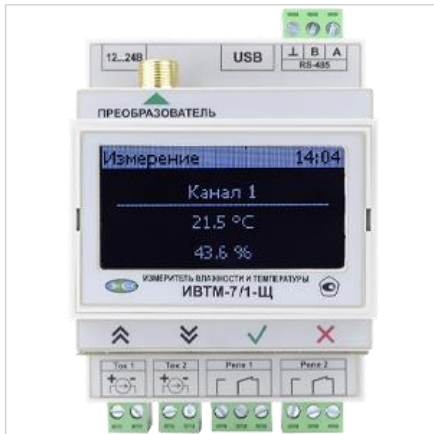 12...24В
USB
⊥ B A
RS-485
ПРЕОБРАЗОВАТЕЛЬ
Измерение 14:04
Канал 1
21.5 °C
43.6 %
ИЗМЕРИТЕЛЬ ВЛАЖНОСТИ И ТЕМПЕРАТУРЫ
ИВТМ-7/1-Щ
Ток 1 Ток 2 Реле 1 Реле 2